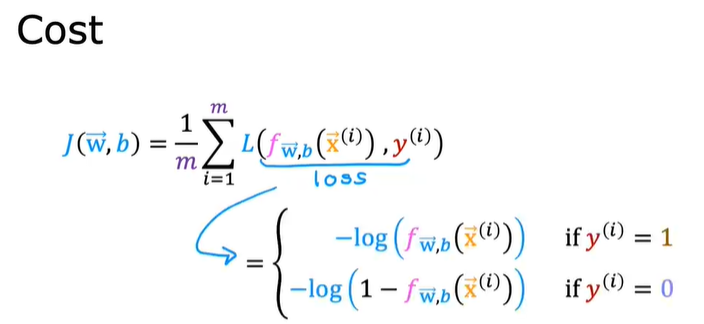 Cost
J(w⃗,b) = 1/m ∑_{i=1}^{m} L(f_{w⃗,b}(x⃗^{(i)}), y^{(i)})
loss
= { −log(f_{w⃗,b}(x⃗^{(i)})) if y^{(i)} = 1
−log(1 − f_{w⃗,b}(x⃗^{(i)})) if y^{(i)} = 0